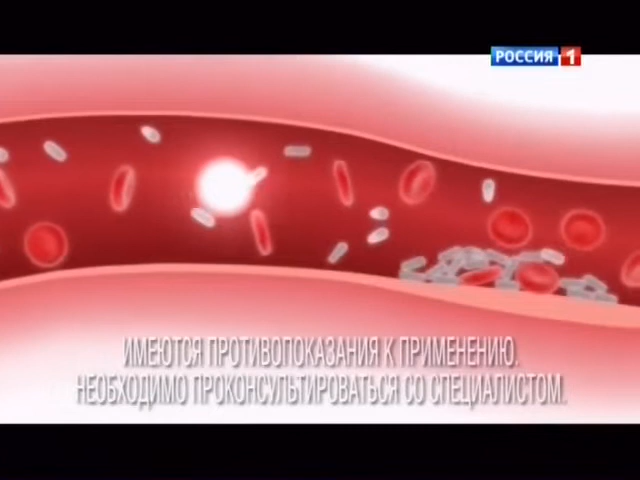 РОССИЯ 1
ИМЕЮТСЯ ПРОТИВОПОКАЗАНИЯ К ПРИМЕНЕНИЮ.
НЕОБХОДИМО ПРОКОНСУЛЬТИРОВАТЬСЯ СО СПЕЦИАЛИСТОМ.